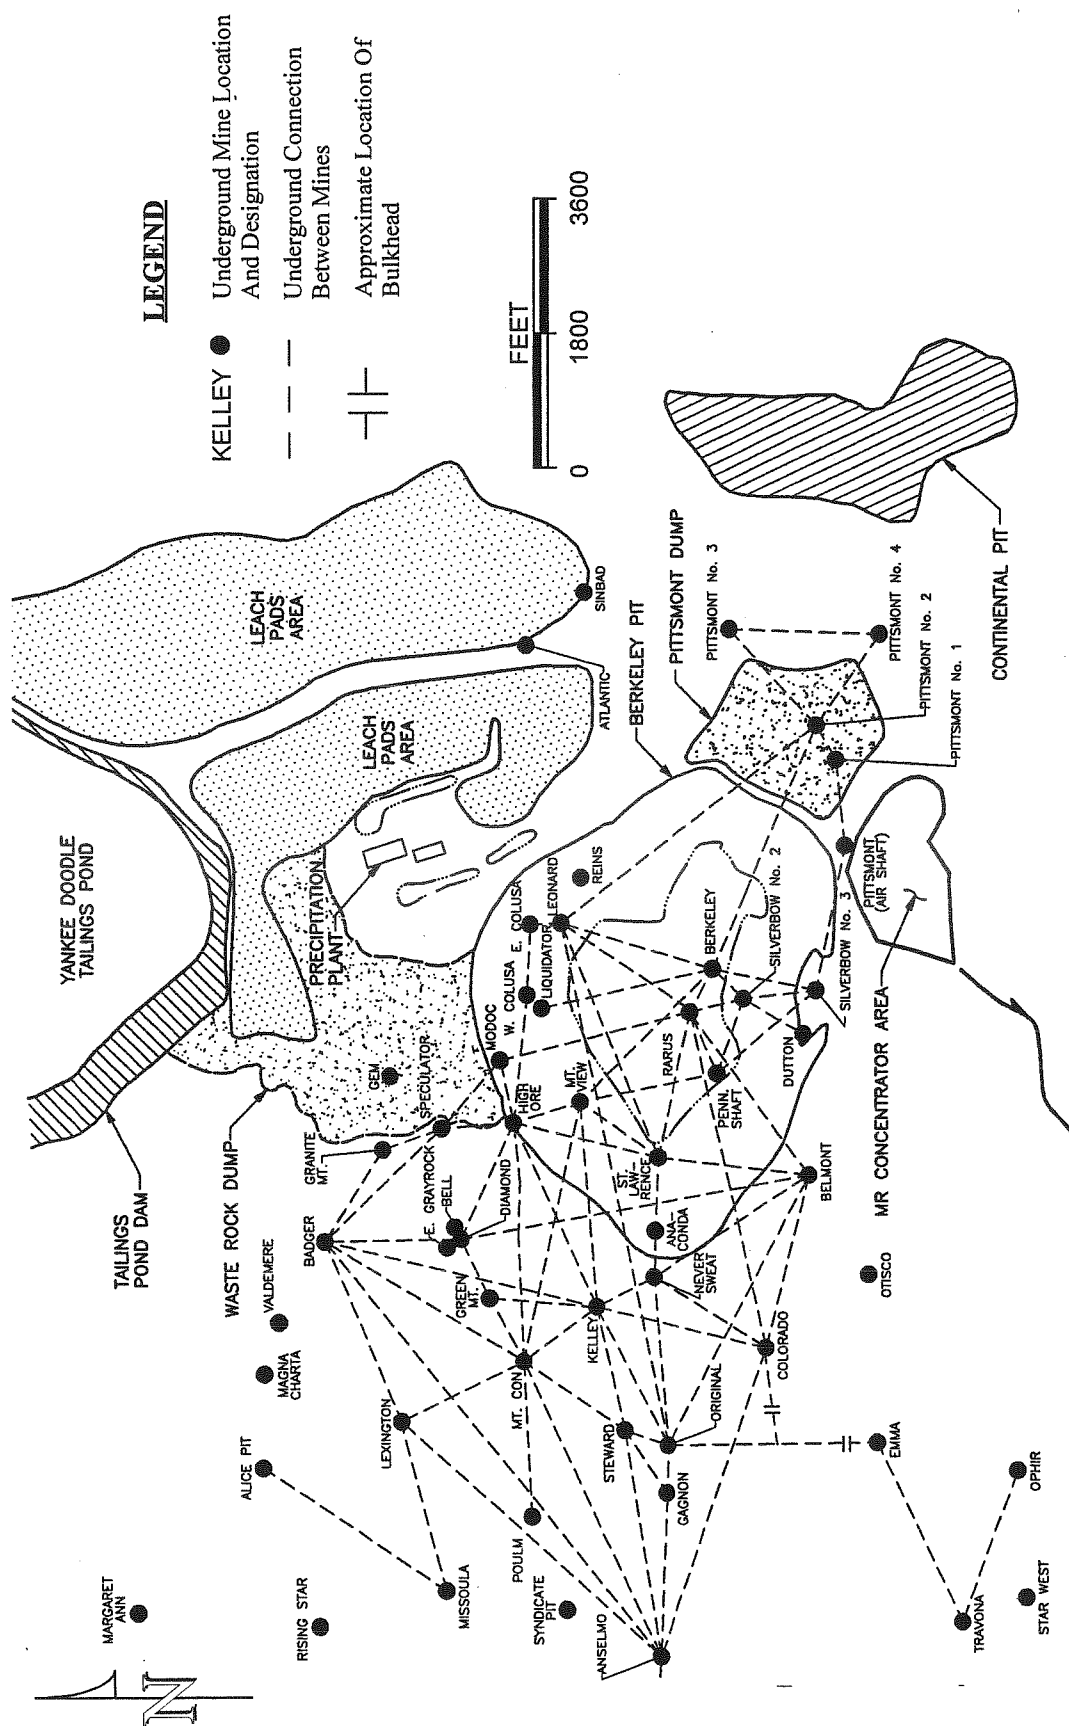 LEGEND
KELLEY
Underground Mine Location
And Designation
Underground Connection
Between Mines
Approximate Location Of
Bulkhead
FEET
0
1800
3600
N
MARGARET
ANN
RISING STAR
ALICE PIT
MAGNA
CHARTA
VALDEMERE
TAILINGS
POND DAM
YANKEE DOODLE
TAILINGS POND
WASTE ROCK DUMP
LEACH
PADS
AREA
LEACH
PADS
AREA
PRECIPITATION
PLANT
MISSOULA
LEXINGTON
BADGER
GRANITE
MT.
SPECULATOR
GEM
E. GRAYROCK
BELL
DIAMOND
GREEN
MT.
MODOC
HIGH
ORE
W. COLUSA
E. COLUSA
LIQUIDATOR
LEONARD
REINS
ATLANTIC
SINBAD
POULM
SYNDICATE
PIT
MT. CON
KELLEY
MT.
VIEW
ANSELMO
STEWARD
GAGNON
ORIGINAL
NEVER
SWEAT
ANA-
CONDA
ST.
LAW-
RENCE
RARUS
PENN.
SHAFT
BERKELEY
SILVERBOW No. 2
DUTTON
SILVERBOW No. 3
BERKELEY PIT
PITTSMONT DUMP
PITTSMONT No. 3
PITTSMONT No. 4
PITTSMONT No. 2
PITTSMONT No. 1
PITTSMONT
(AIR SHAFT)
CONTINENTAL PIT
COLORADO
BELMONT
OTISCO
MR CONCENTRATOR AREA
EMMA
OPHIR
TRAVONA
STAR WEST